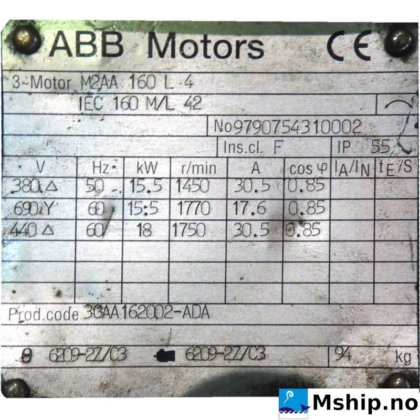 ABB Motors CE
3~Motor M2AA 160 L 4
IEC 160 M/L 42
No9790754310002
Ins.cl. F IP 55
V Hz kW r/min A cos φ IA/IN tE/S
380 Δ 50 15.5 1450 30.5 0.85
690 Y 60 15.5 1770 17.6 0.85
440 Δ 60 18 1750 30.5 0.85
Prod.code 3GAA162002-ADA
6209-2Z/C3 6209-2Z/C3 94 kg
Mship.no